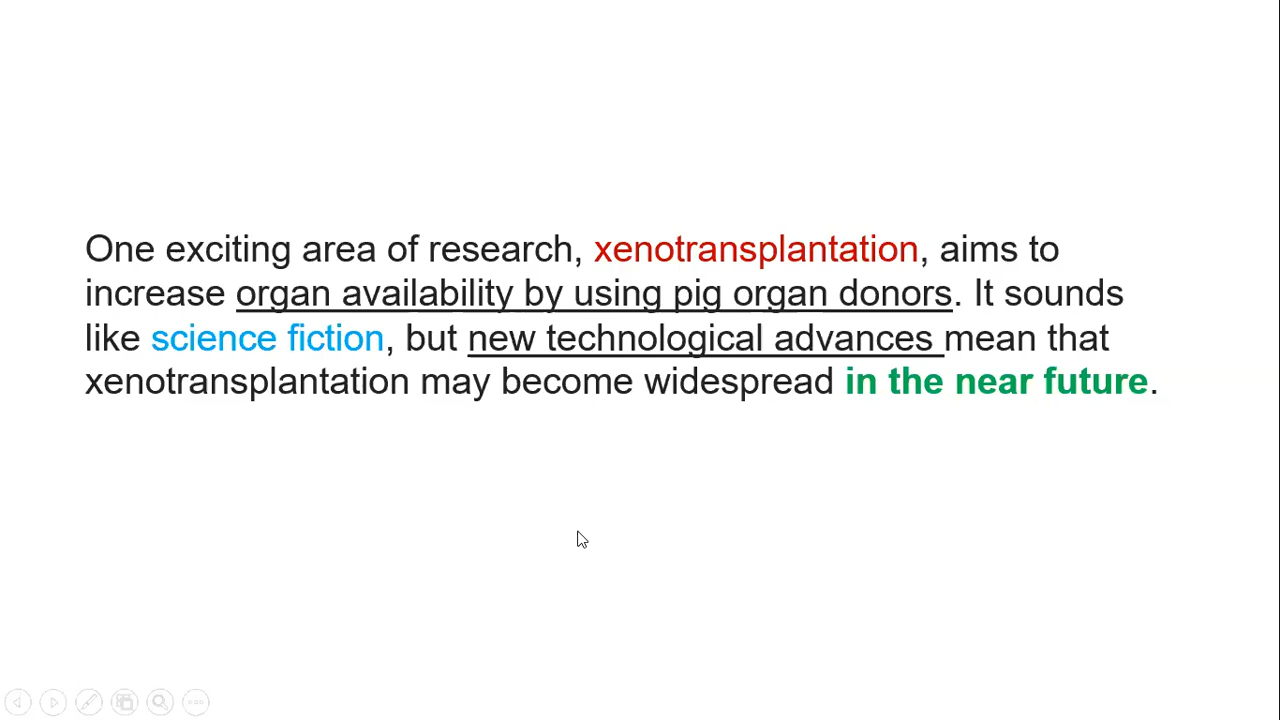 One exciting area of research, xenotransplantation, aims to
increase organ availability by using pig organ donors. It sounds
like science fiction, but new technological advances mean that
xenotransplantation may become widespread in the near future.